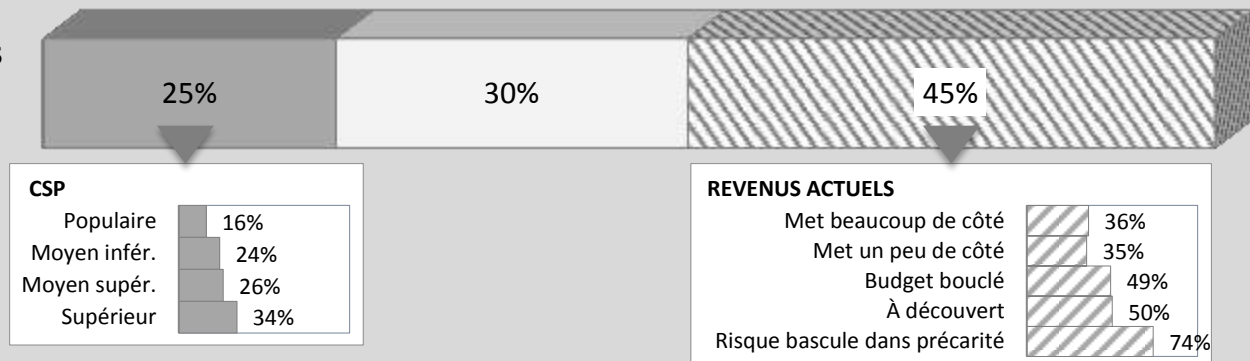 25% 30% 45%
CSP
Populaire 16%
Moyen infér. 24%
Moyen supér. 26%
Supérieur 34%
REVENUS ACTUELS
Met beaucoup de côté 36%
Met un peu de côté 35%
Budget bouclé 49%
À découvert 50%
Risque bascule dans précarité 74%